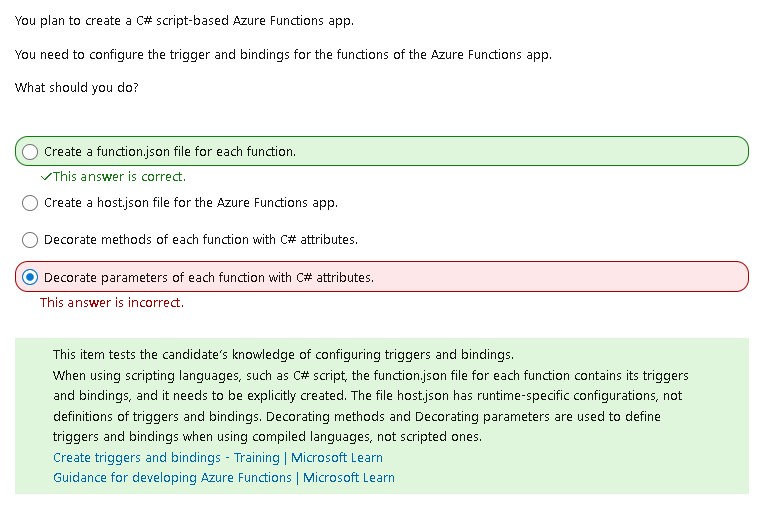 You plan to create a C# script-based Azure Functions app.
You need to configure the trigger and bindings for the functions of the Azure Functions app.
What should you do?
Create a function.json file for each function.
✓This answer is correct.
Create a host.json file for the Azure Functions app.
Decorate methods of each function with C# attributes.
Decorate parameters of each function with C# attributes.
This answer is incorrect.
This item tests the candidate's knowledge of configuring triggers and bindings.
When using scripting languages, such as C# script, the function.json file for each function contains its triggers
and bindings, and it needs to be explicitly created. The file host.json has runtime-specific configurations, not
definitions of triggers and bindings. Decorating methods and Decorating parameters are used to define
triggers and bindings when using compiled languages, not scripted ones.
Create triggers and bindings - Training | Microsoft Learn
Guidance for developing Azure Functions | Microsoft Learn